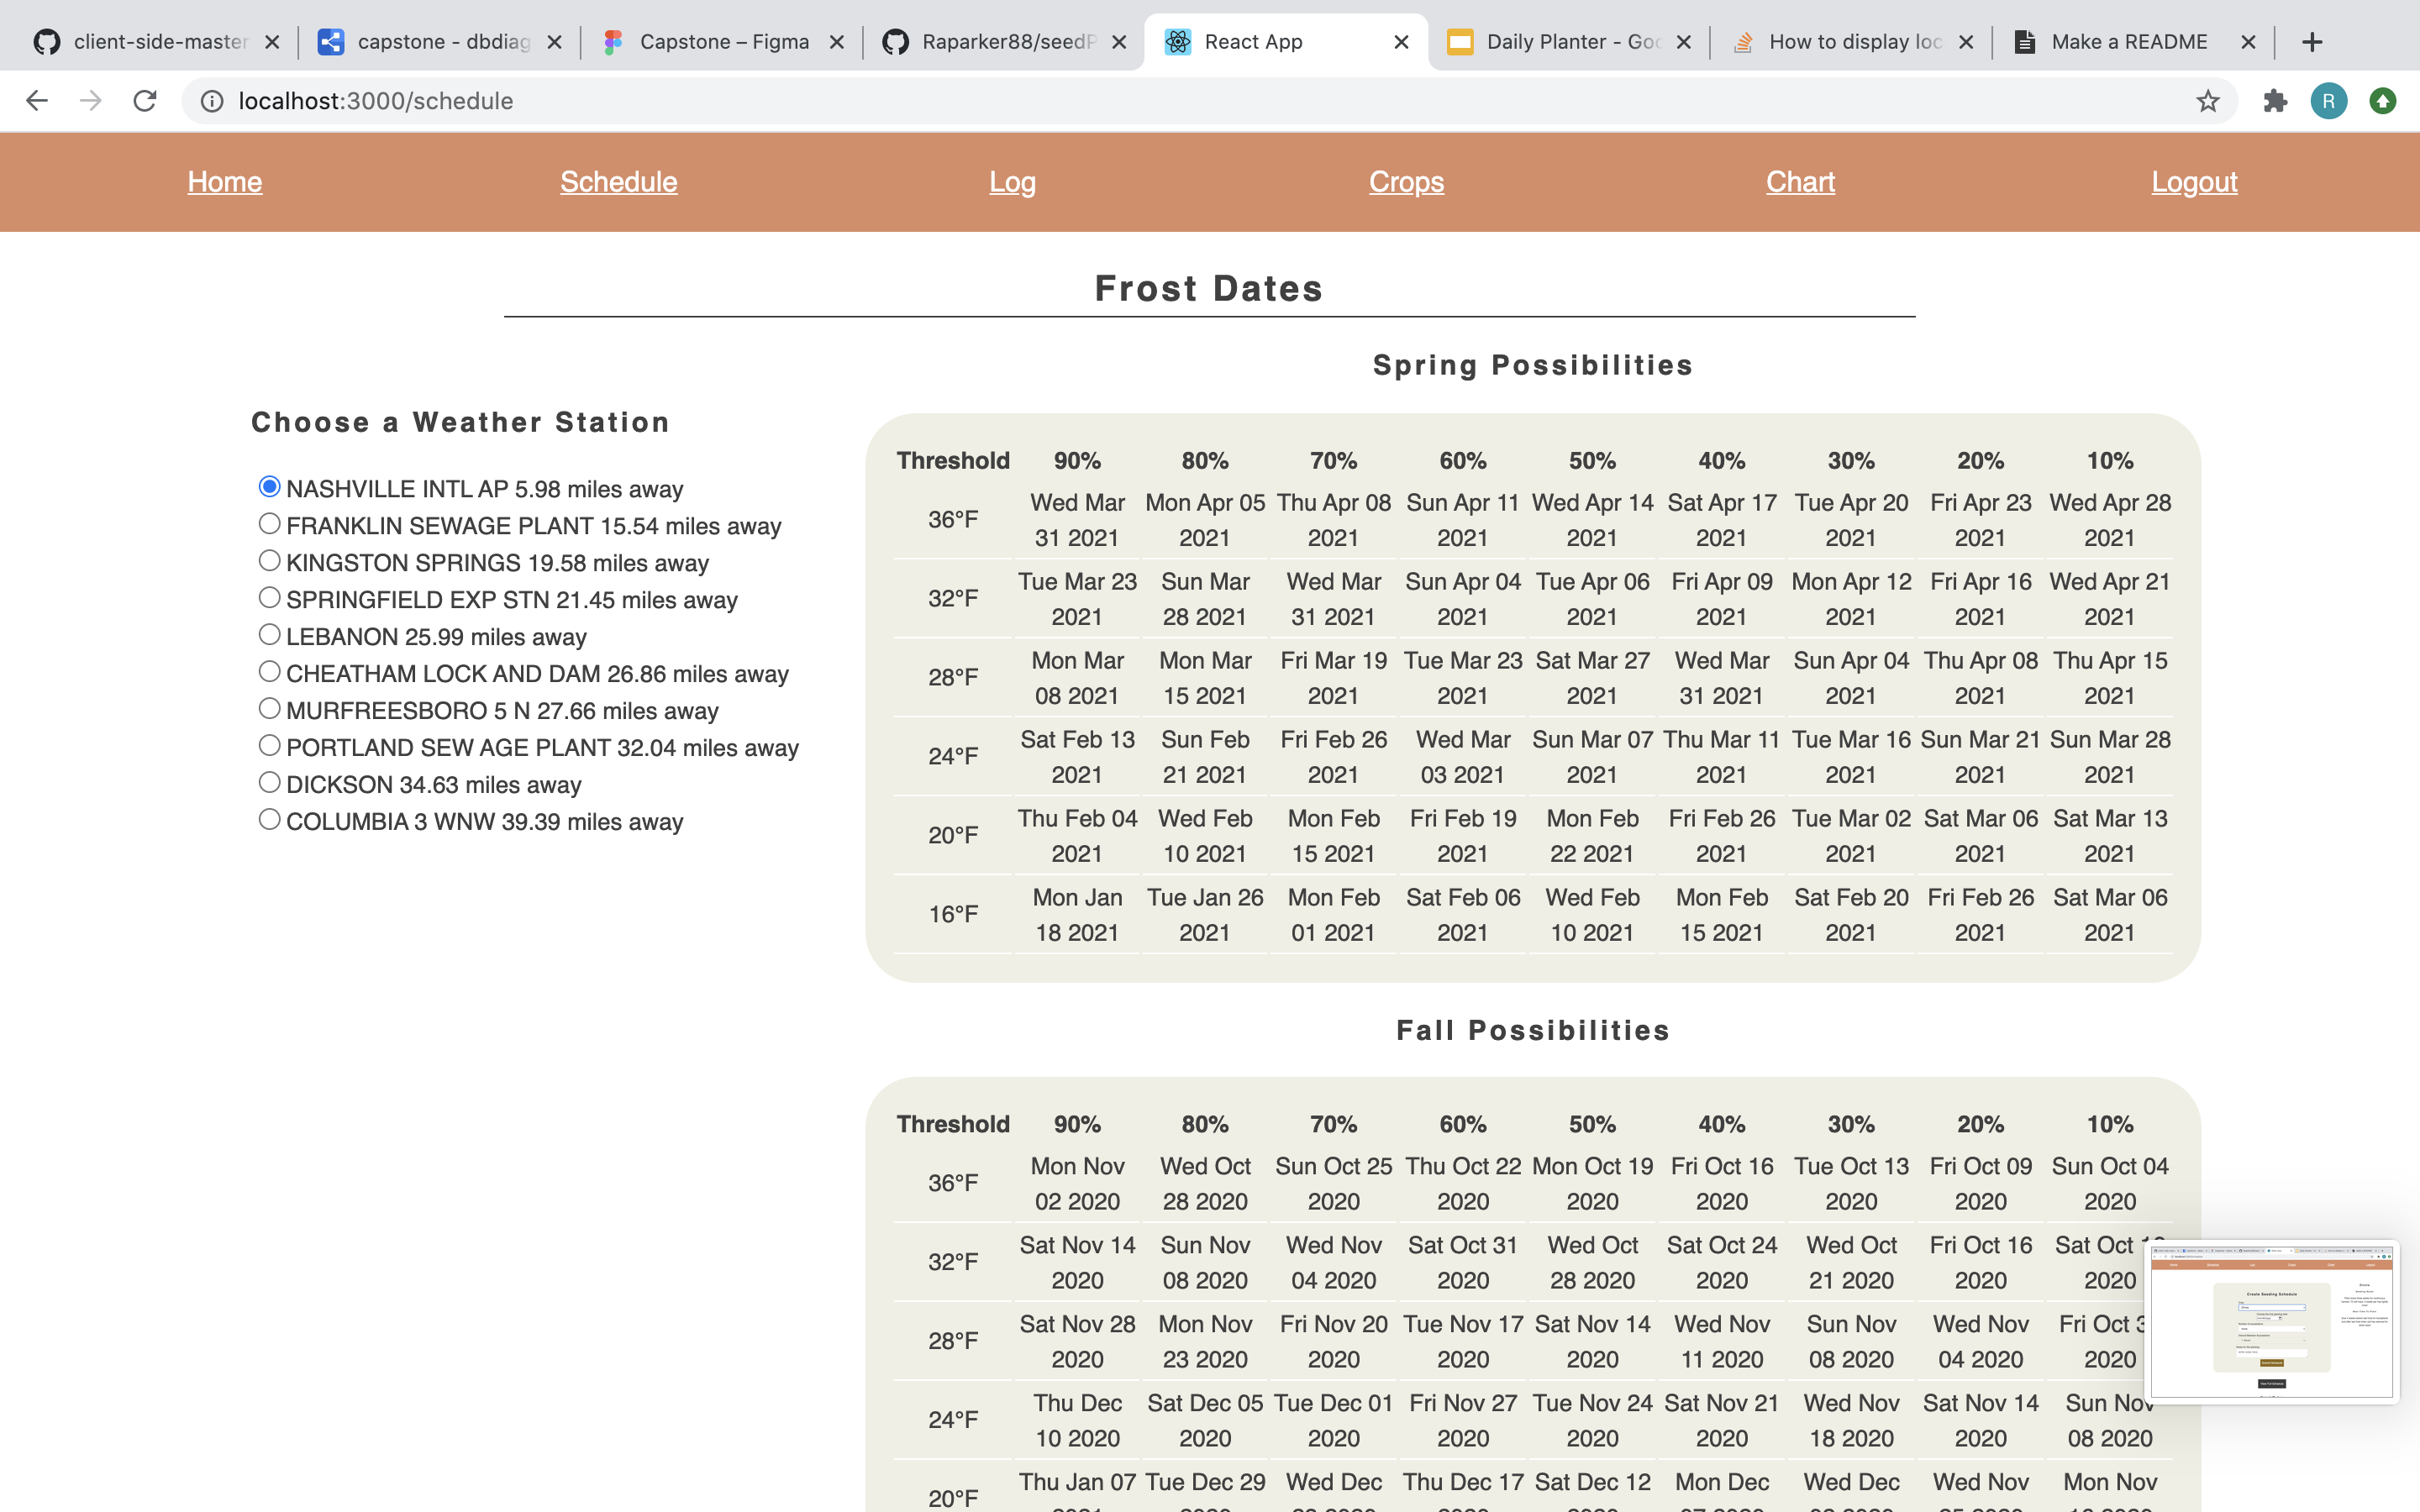 client-side-master
capstone - dbdiag
Capstone – Figma
Raparker88/seedP
React App
Daily Planter - Goo
How to display loc
Make a README
localhost:3000/schedule
R
Home Schedule Log Crops Chart Logout
Frost Dates
Choose a Weather Station
NASHVILLE INTL AP 5.98 miles away
FRANKLIN SEWAGE PLANT 15.54 miles away
KINGSTON SPRINGS 19.58 miles away
SPRINGFIELD EXP STN 21.45 miles away
LEBANON 25.99 miles away
CHEATHAM LOCK AND DAM 26.86 miles away
MURFREESBORO 5 N 27.66 miles away
PORTLAND SEW AGE PLANT 32.04 miles away
DICKSON 34.63 miles away
COLUMBIA 3 WNW 39.39 miles away
Spring Possibilities
Threshold 90% 80% 70% 60% 50% 40% 30% 20% 10%
36°F Wed Mar 31 2021 Mon Apr 05 2021 Thu Apr 08 2021 Sun Apr 11 2021 Wed Apr 14 2021 Sat Apr 17 2021 Tue Apr 20 2021 Fri Apr 23 2021 Wed Apr 28 2021
32°F Tue Mar 23 2021 Sun Mar 28 2021 Wed Mar 31 2021 Sun Apr 04 2021 Tue Apr 06 2021 Fri Apr 09 2021 Mon Apr 12 2021 Fri Apr 16 2021 Wed Apr 21 2021
28°F Mon Mar 08 2021 Mon Mar 15 2021 Fri Mar 19 2021 Tue Mar 23 2021 Sat Mar 27 2021 Wed Mar 31 2021 Sun Apr 04 2021 Thu Apr 08 2021 Thu Apr 15 2021
24°F Sat Feb 13 2021 Sun Feb 21 2021 Fri Feb 26 2021 Wed Mar 03 2021 Sun Mar 07 2021 Thu Mar 11 2021 Tue Mar 16 2021 Sun Mar 21 2021 Sun Mar 28 2021
20°F Thu Feb 04 2021 Wed Feb 10 2021 Mon Feb 15 2021 Fri Feb 19 2021 Mon Feb 22 2021 Fri Feb 26 2021 Tue Mar 02 2021 Sat Mar 06 2021 Sat Mar 13 2021
16°F Mon Jan 18 2021 Tue Jan 26 2021 Mon Feb 01 2021 Sat Feb 06 2021 Wed Feb 10 2021 Mon Feb 15 2021 Sat Feb 20 2021 Fri Feb 26 2021 Sat Mar 06 2021
Fall Possibilities
Threshold 90% 80% 70% 60% 50% 40% 30% 20% 10%
36°F Mon Nov 02 2020 Wed Oct 28 2020 Sun Oct 25 2020 Thu Oct 22 2020 Mon Oct 19 2020 Fri Oct 16 2020 Tue Oct 13 2020 Fri Oct 09 2020 Sun Oct 04 2020
32°F Sat Nov 14 2020 Sun Nov 08 2020 Wed Nov 04 2020 Sat Oct 31 2020 Wed Oct 28 2020 Sat Oct 24 2020 Wed Oct 21 2020 Fri Oct 16 2020 Sat Oct 2020
28°F Sat Nov 28 2020 Mon Nov 23 2020 Fri Nov 20 2020 Tue Nov 17 2020 Sat Nov 14 2020 Wed Nov 11 2020 Sun Nov 08 2020 Wed Nov 04 2020 Fri Oct 2020
24°F Thu Dec 10 2020 Sat Dec 05 2020 Tue Dec 01 2020 Fri Nov 27 2020 Tue Nov 24 2020 Sat Nov 21 2020 Wed Nov 18 2020 Sat Nov 14 2020 Sun Nov 08 2020
20°F Thu Jan 07 Tue Dec 29 Wed Dec Thu Dec 17 Sat Dec 12 Mon Dec Wed Dec Wed Nov Mon Nov
Create Seeding Schedule